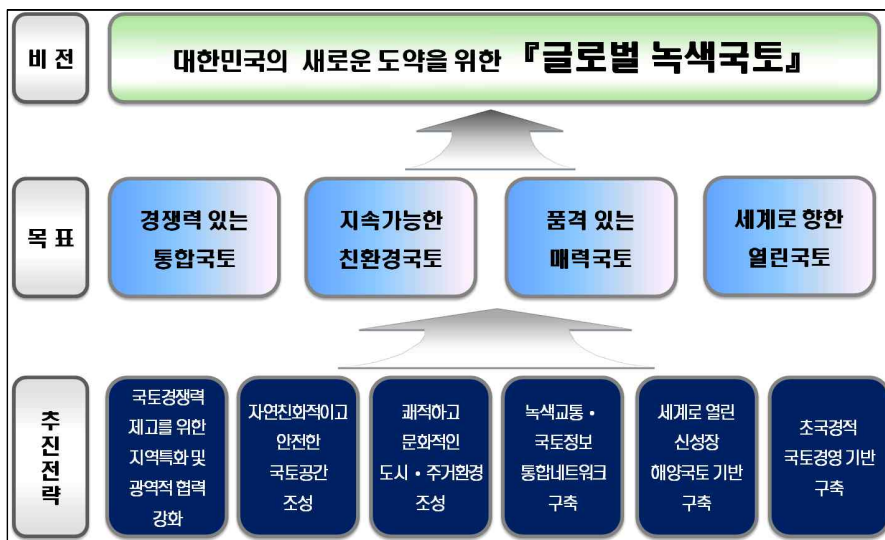 비 전
대한민국의 새로운 도약을 위한 『글로벌 녹색국토』
목 표
경쟁력 있는
통합국토
지속가능한
친환경국토
품격 있는
매력국토
세계로 향한
열린국토
추진전략
국토경쟁력
제고를 위한
지역특화 및
광역적 협력
강화
자연친화적이고
안전한
국토공간
조성
쾌적하고
문화적인
도시・주거환경
조성
녹색교통・
국토정보
통합네트워크
구축
세계로 열린
신성장
해양국토 기반
구축
초국경적
국토경영 기반
구축